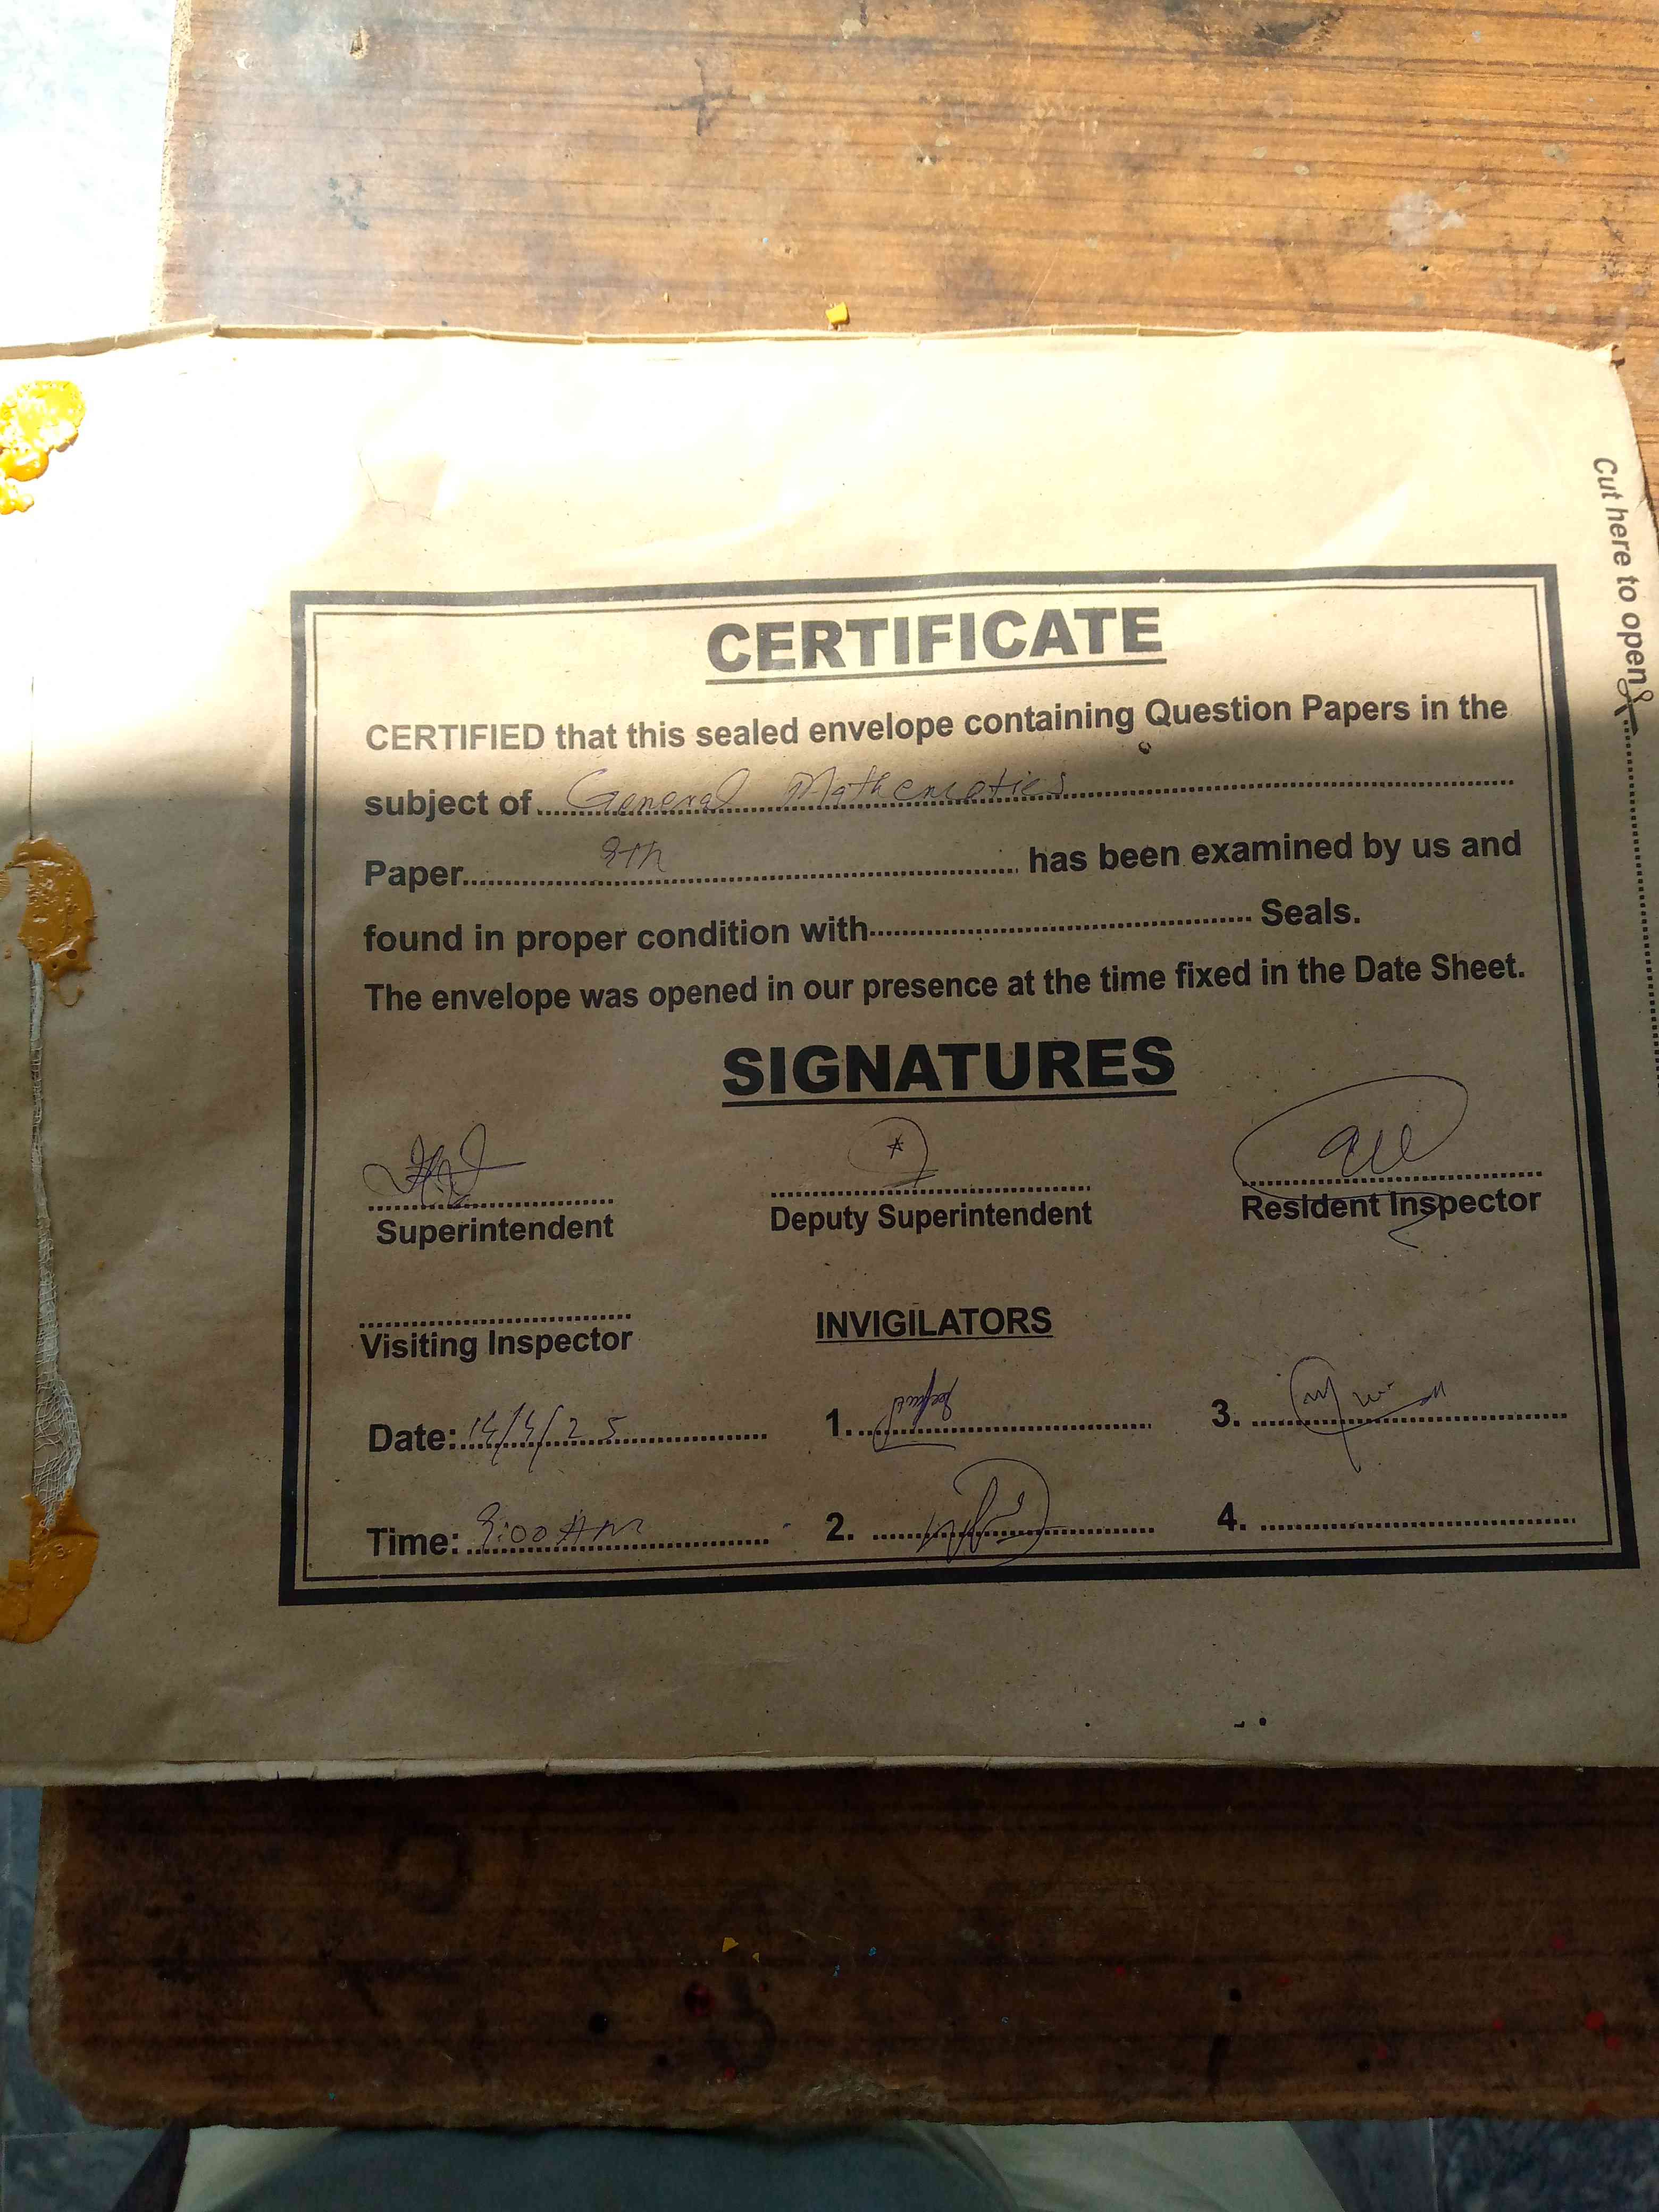 Cut here to open
CERTIFICATE
CERTIFIED that this sealed envelope containing Question Papers in the
subject of General Mathematics
Paper 9th has been examined by us and
found in proper condition with Seals.
The envelope was opened in our presence at the time fixed in the Date Sheet.
SIGNATURES
Superintendent Deputy Superintendent Resident Inspector
Visiting Inspector INVIGILATORS
Date: 14/4/25 1. 3.
Time: 9:00 AM 2. 4.